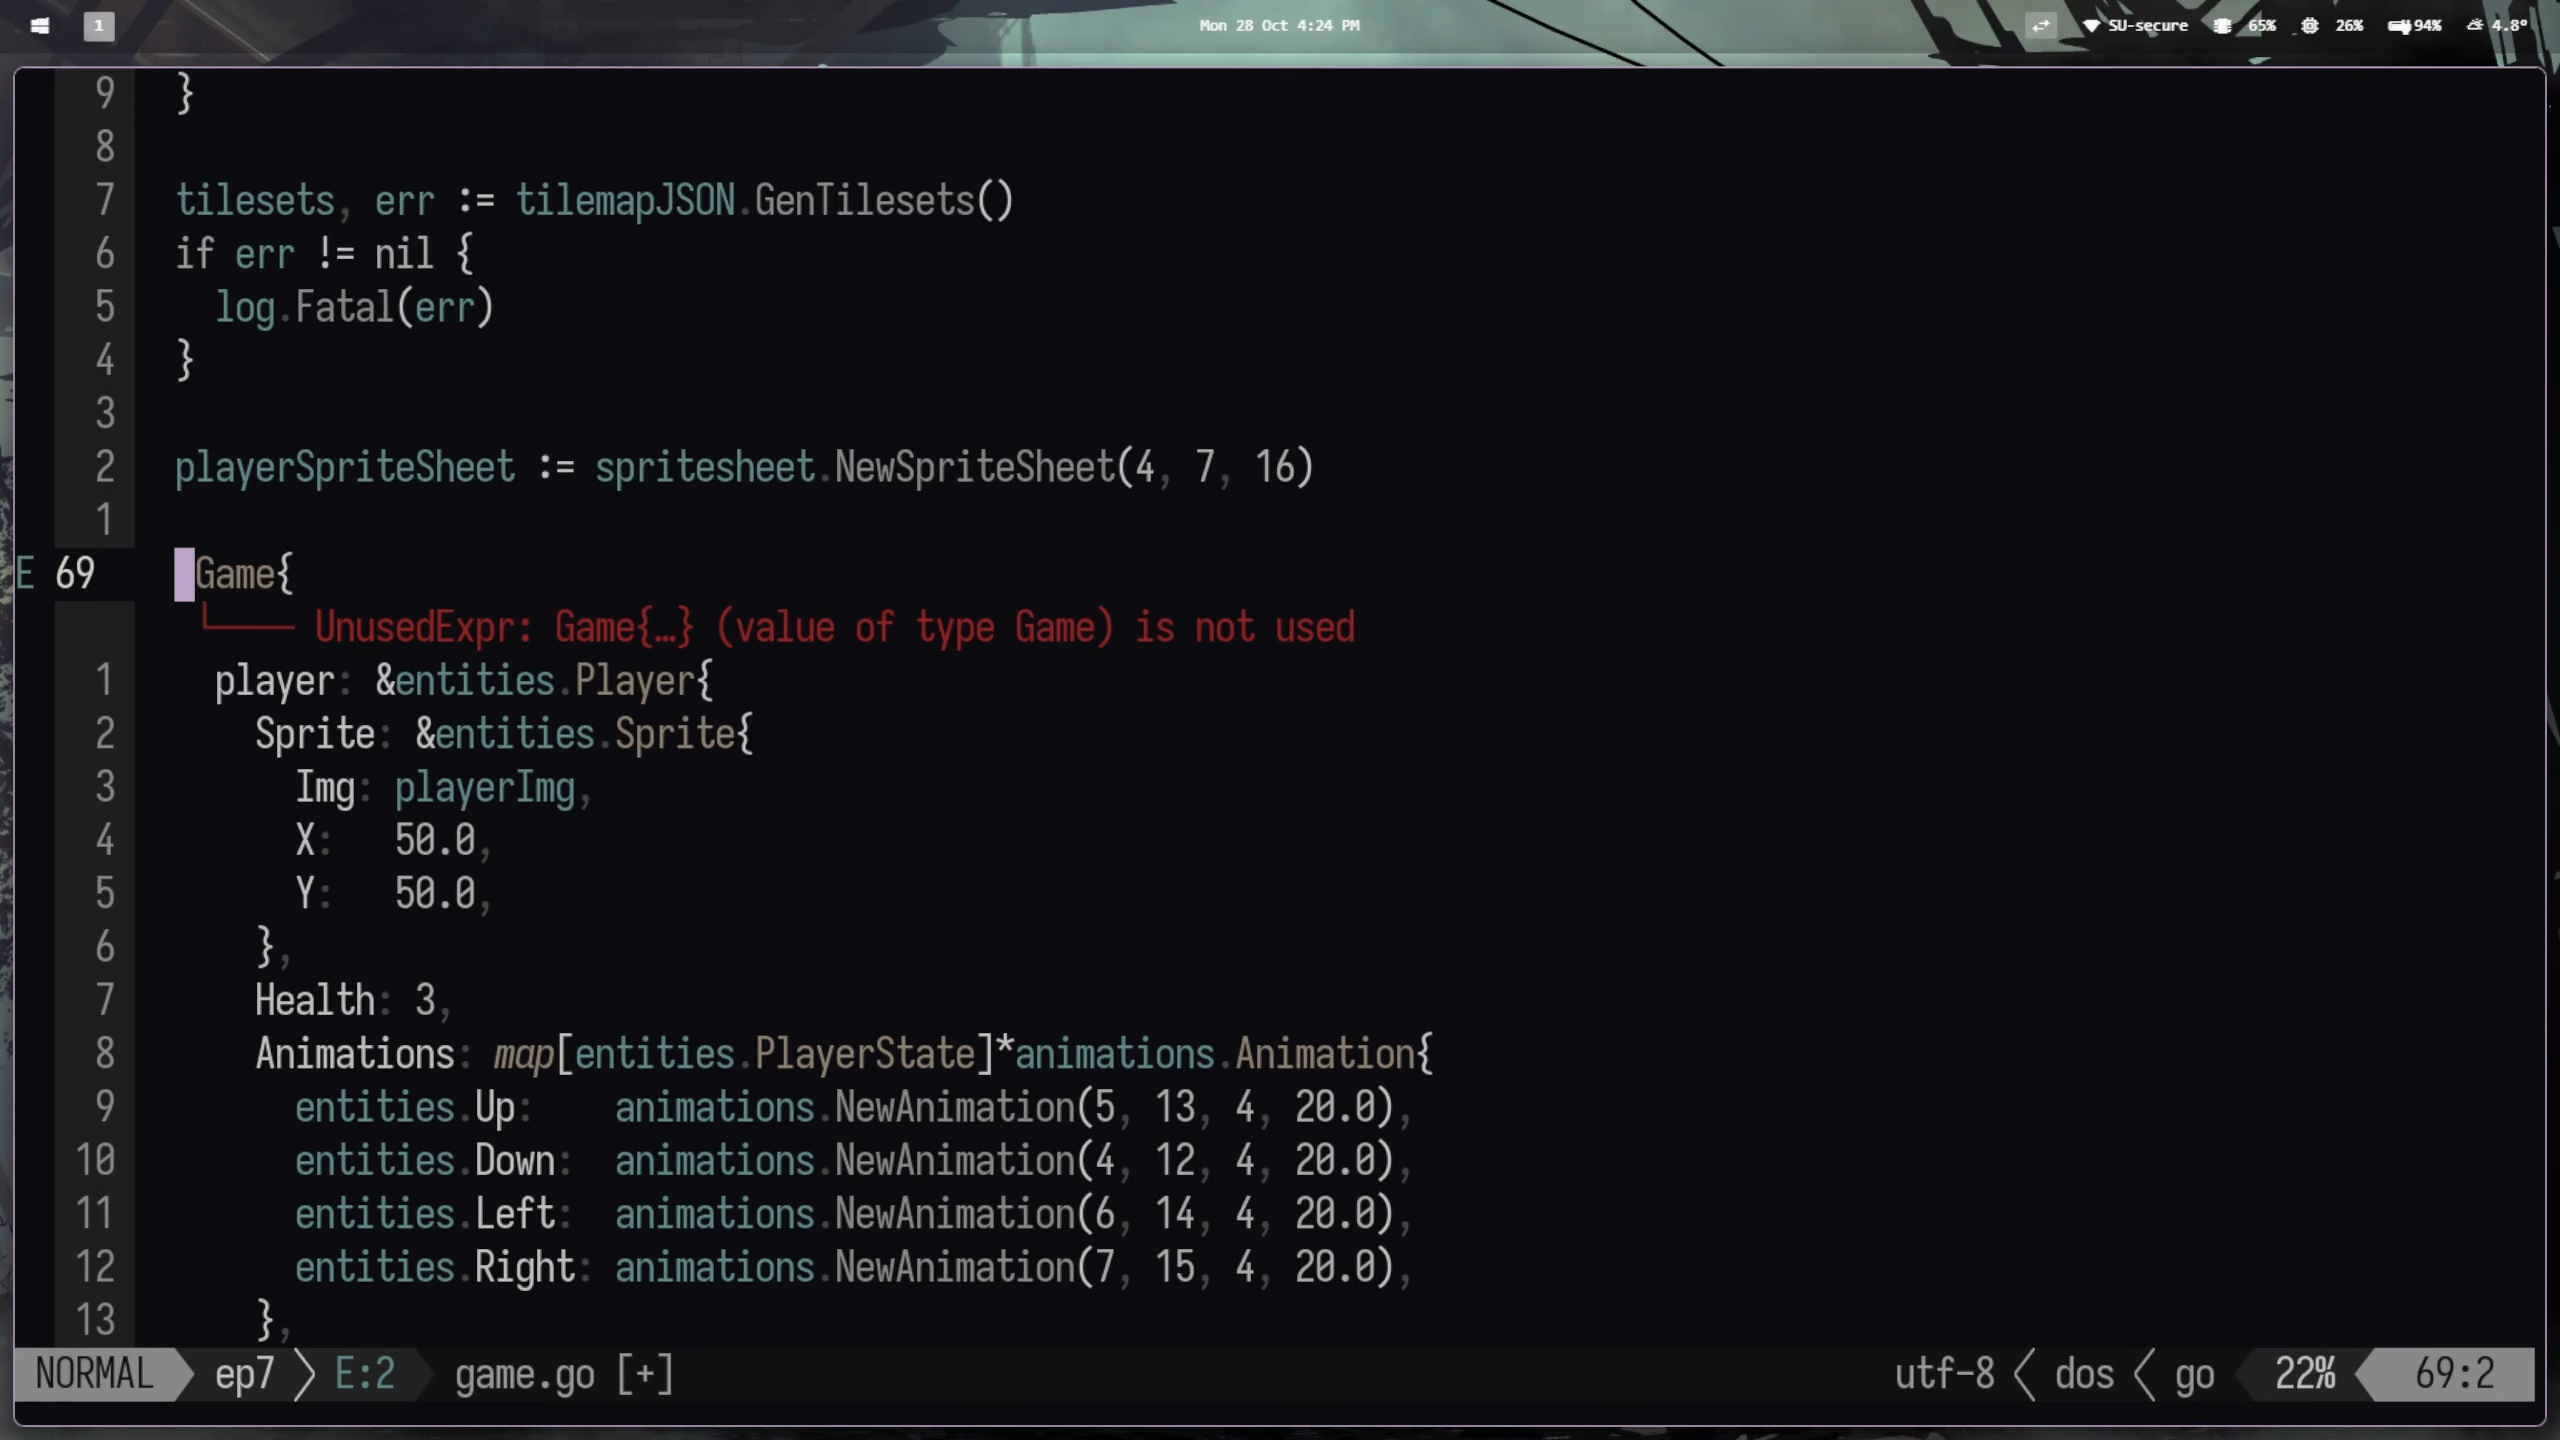 1 Mon 28 Oct 4:24 PM SU-secure 65% 26% 94% 4.8°
9 }
8
7 tilesets, err := tilemapJSON.GenTilesets()
6 if err != nil {
5 log.Fatal(err)
4 }
3
2 playerSpriteSheet := spritesheet.NewSpriteSheet(4, 7, 16)
1
E 69 Game{
UnusedExpr: Game{…} (value of type Game) is not used
1 player: &entities.Player{
2 Sprite: &entities.Sprite{
3 Img: playerImg,
4 X: 50.0,
5 Y: 50.0,
6 },
7 Health: 3,
8 Animations: map[entities.PlayerState]*animations.Animation{
9 entities.Up: animations.NewAnimation(5, 13, 4, 20.0),
10 entities.Down: animations.NewAnimation(4, 12, 4, 20.0),
11 entities.Left: animations.NewAnimation(6, 14, 4, 20.0),
12 entities.Right: animations.NewAnimation(7, 15, 4, 20.0),
13 },
NORMAL ep7 E:2 game.go [+] utf-8 dos go 22% 69:2